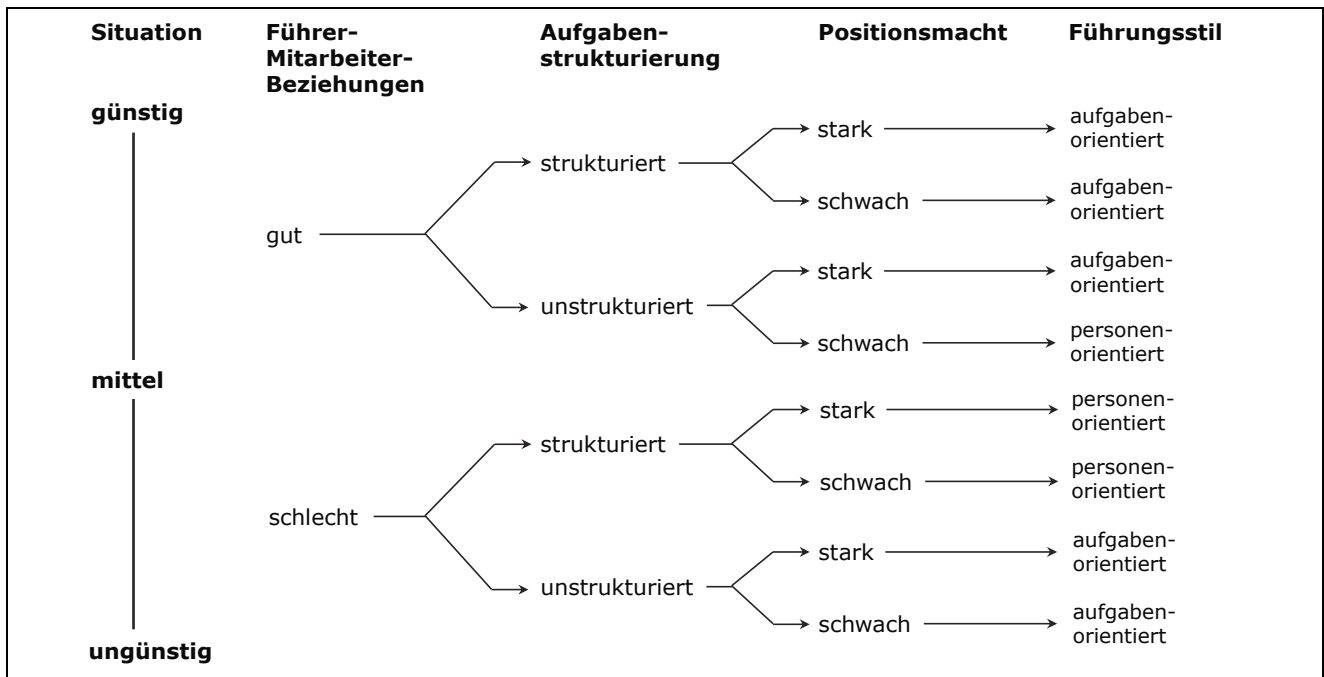 Situation
Führer-
Mitarbeiter-
Beziehungen
Aufgaben-
strukturierung
Positionsmacht
Führungsstil
günstig
mittel
ungünstig
gut
schlecht
strukturiert
unstrukturiert
strukturiert
unstrukturiert
stark
aufgaben-
orientiert
schwach
aufgaben-
orientiert
stark
aufgaben-
orientiert
schwach
personen-
orientiert
stark
personen-
orientiert
schwach
personen-
orientiert
stark
aufgaben-
orientiert
schwach
aufgaben-
orientiert